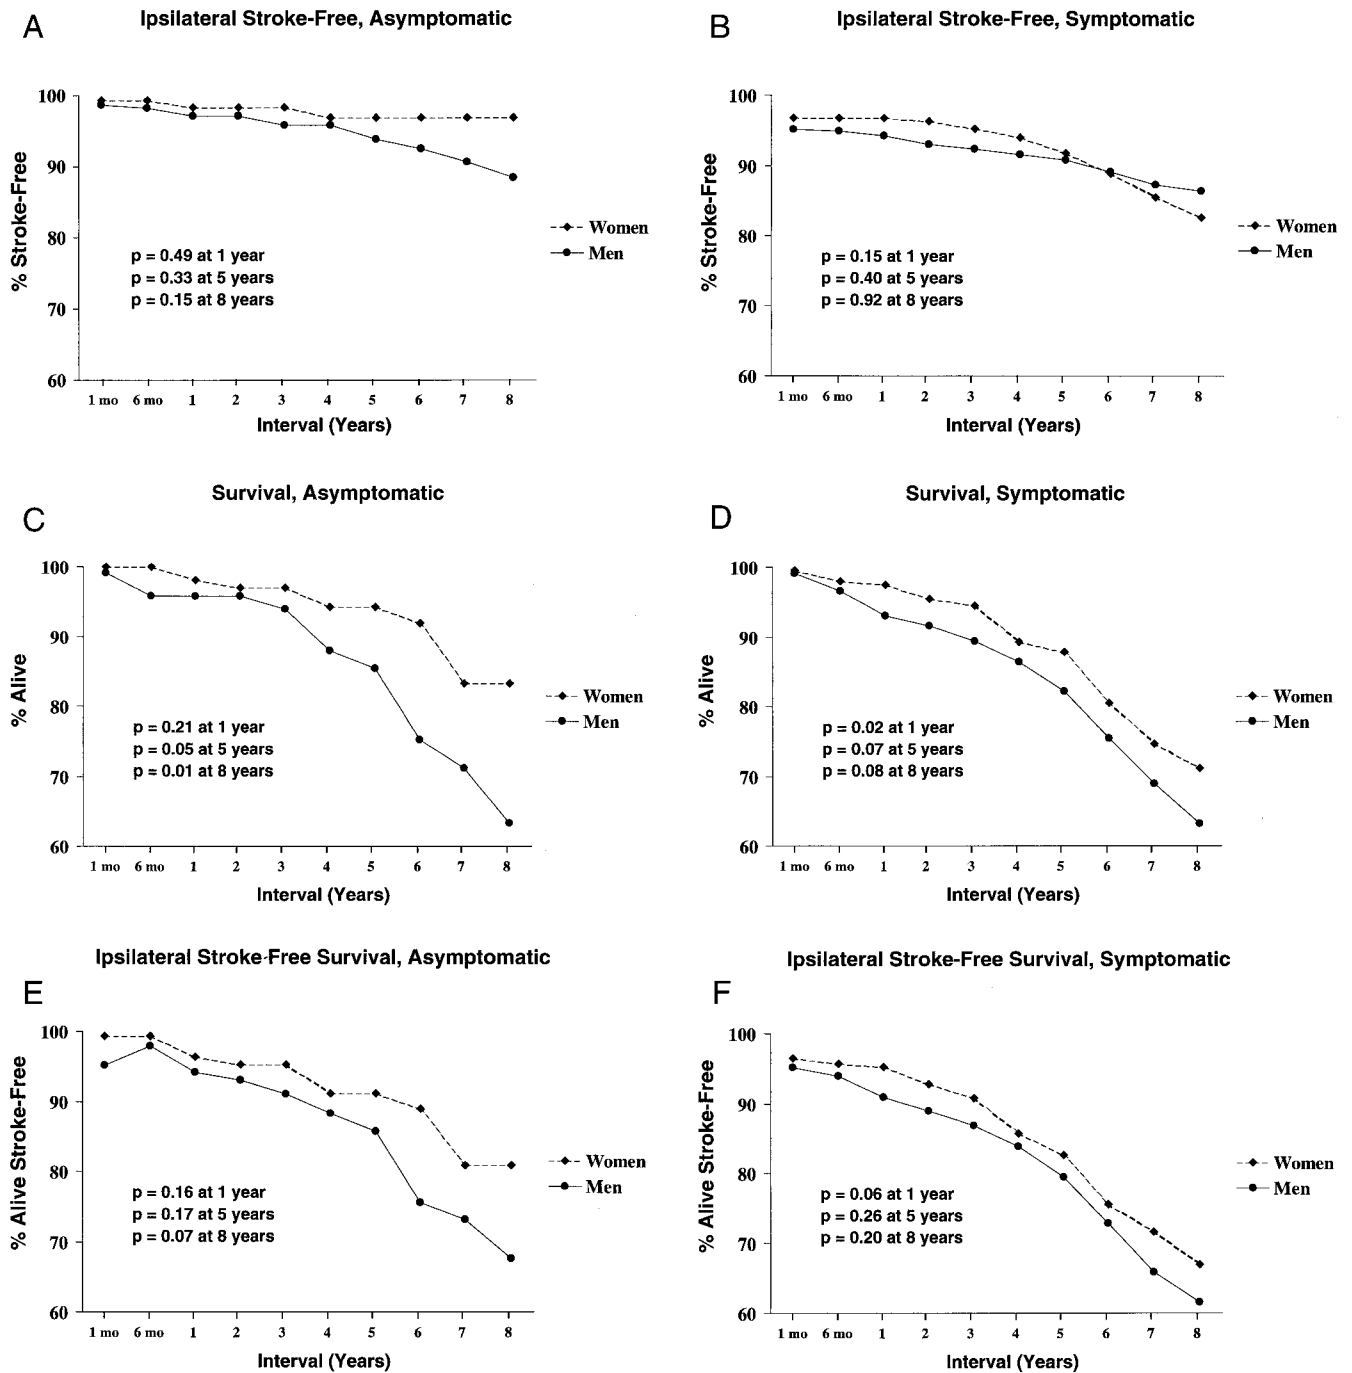 A
Ipsilateral Stroke-Free, Asymptomatic
% Stroke-Free
100
90
80
70
60
p = 0.49 at 1 year
p = 0.33 at 5 years
p = 0.15 at 8 years
Women
Men
1 mo 6 mo 1 2 3 4 5 6 7 8
Interval (Years)
B
Ipsilateral Stroke-Free, Symptomatic
% Stroke-Free
100
90
80
70
60
p = 0.15 at 1 year
p = 0.40 at 5 years
p = 0.92 at 8 years
Women
Men
1 mo 6 mo 1 2 3 4 5 6 7 8
Interval (Years)
C
Survival, Asymptomatic
% Alive
100
90
80
70
60
p = 0.21 at 1 year
p = 0.05 at 5 years
p = 0.01 at 8 years
Women
Men
1 mo 6 mo 1 2 3 4 5 6 7 8
Interval (Years)
D
Survival, Symptomatic
% Alive
100
90
80
70
60
p = 0.02 at 1 year
p = 0.07 at 5 years
p = 0.08 at 8 years
Women
Men
1 mo 6 mo 1 2 3 4 5 6 7 8
Interval (Years)
E
Ipsilateral Stroke-Free Survival, Asymptomatic
% Alive Stroke-Free
100
90
80
70
60
p = 0.16 at 1 year
p = 0.17 at 5 years
p = 0.07 at 8 years
Women
Men
1 mo 6 mo 1 2 3 4 5 6 7 8
Interval (Years)
F
Ipsilateral Stroke-Free Survival, Symptomatic
% Alive Stroke-Free
100
90
80
70
60
p = 0.06 at 1 year
p = 0.26 at 5 years
p = 0.20 at 8 years
Women
Men
1 mo 6 mo 1 2 3 4 5 6 7 8
Interval (Years)